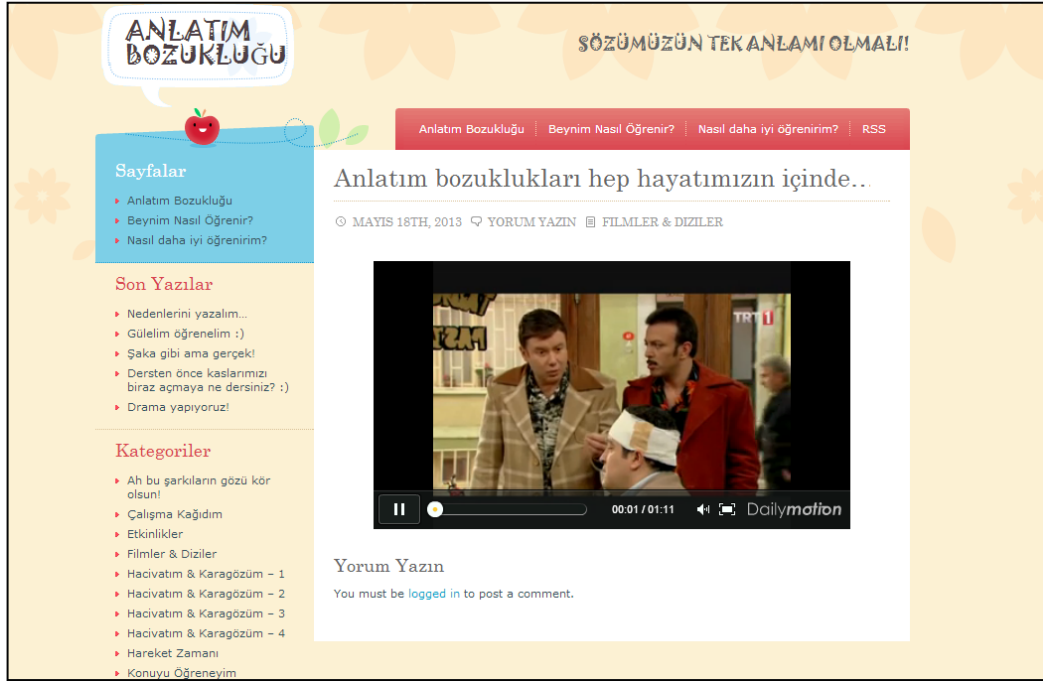 ANLATIM
BOZUKLUĞU
SÖZÜMÜZÜN TEK ANLAMI OLMALI!
Anlatım Bozukluğu
Beynim Nasıl Öğrenir?
Nasıl daha iyi öğrenirim?
RSS
Sayfalar
Anlatım Bozukluğu
Beynim Nasıl Öğrenir?
Nasıl daha iyi öğrenirim?
Son Yazılar
Nedenlerini yazalım...
Gülelim öğrenelim :)
Şaka gibi ama gerçek!
Dersten önce kaslarımızı
biraz açmaya ne dersiniz? :)
Drama yapıyoruz!
Kategoriler
Ah bu şarkıların gözü kör
olsun!
Çalışma Kağıdım
Etkinlikler
Filmler & Diziler
Hacivatım & Karagözüm – 1
Hacivatım & Karagözüm – 2
Hacivatım & Karagözüm – 3
Hacivatım & Karagözüm – 4
Hareket Zamanı
Konuyu Öğreneyim
Anlatım bozuklukları hep hayatımızın içinde...
MAYIS 18TH, 2013 YORUM YAZIN FILMLER & DIZILER
TRT 1
00:01 / 01:11
Dailymotion
Yorum Yazın
You must be logged in to post a comment.